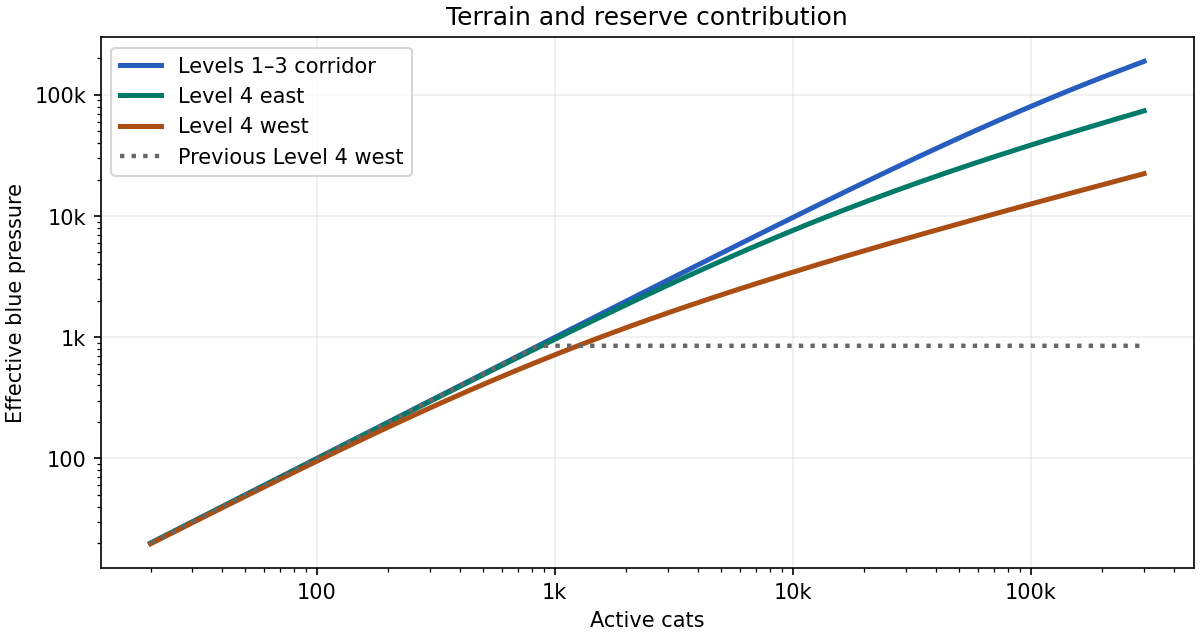 Terrain and reserve contribution
Levels 1–3 corridor
Level 4 east
Level 4 west
Previous Level 4 west
Effective blue pressure
100k
10k
1k
100
100
1k
10k
100k
Active cats